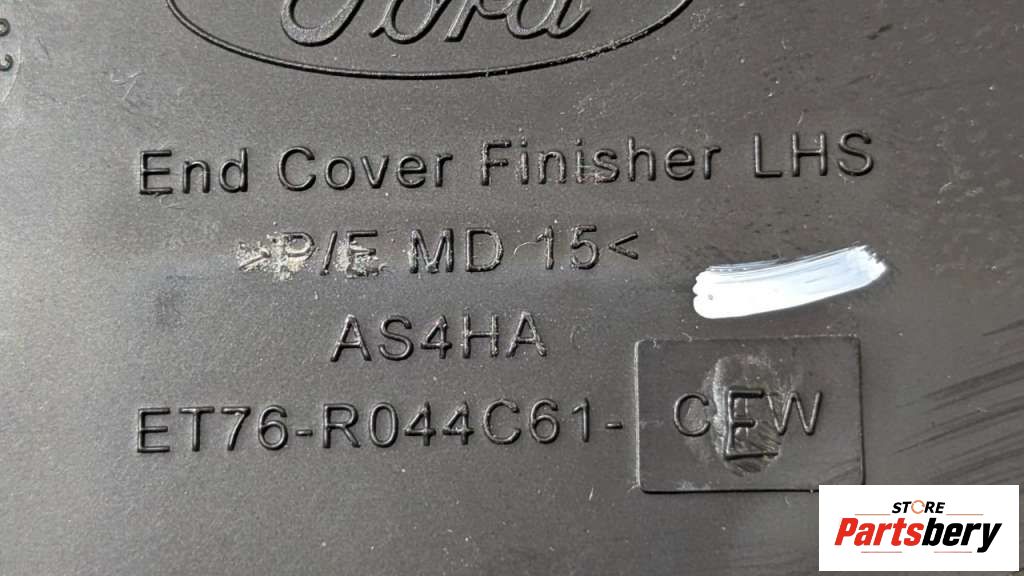 Ford
End Cover Finisher LHS
>P/E MD 15<
AS4HA
ET76-R044C61-CEW
STORE
Partsbery